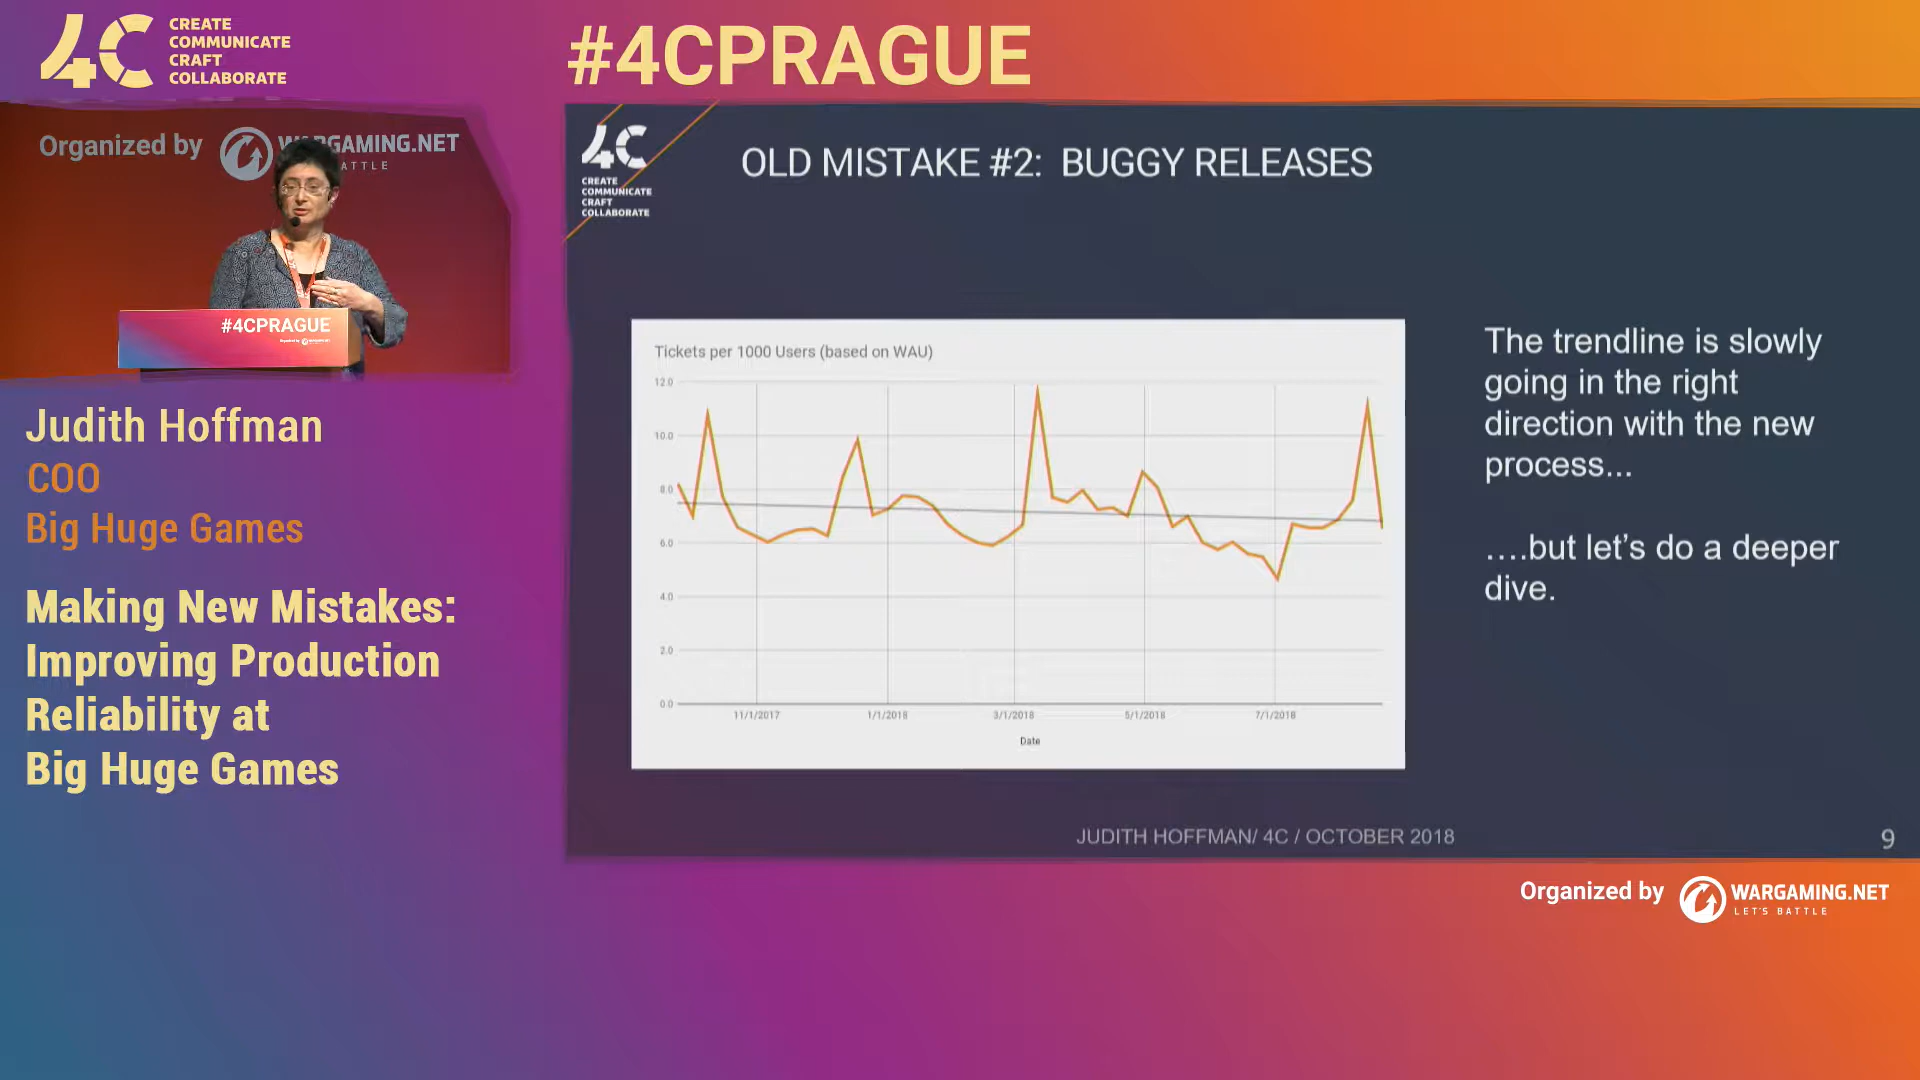 4C
CREATE
COMMUNICATE
CRAFT
COLLABORATE
#4CPRAGUE
Organized by
WARGAMING.NET
#4CPRAGUE
Judith Hoffman
COO
Big Huge Games
Making New Mistakes:
Improving Production
Reliability at
Big Huge Games
4C
CREATE
COMMUNICATE
CRAFT
COLLABORATE
OLD MISTAKE #2: BUGGY RELEASES
Tickets per 1000 Users (based on WAU)
12.0
10.0
8.0
6.0
4.0
2.0
0.0
11/1/2017 1/1/2018 3/1/2018 5/1/2018 7/1/2018
Date
The trendline is slowly
going in the right
direction with the new
process...
....but let's do a deeper
dive.
JUDITH HOFFMAN/ 4C / OCTOBER 2018
9
Organized by
WARGAMING.NET
LET'S BATTLE